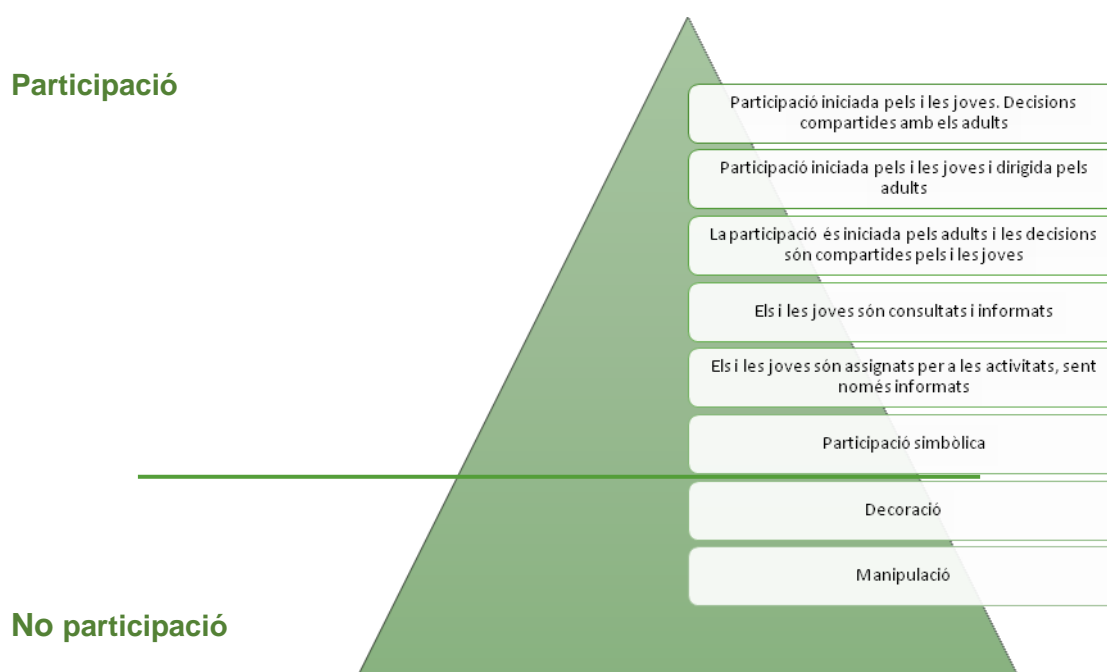 Participació
Participació iniciada pels i les joves. Decisions
compartides amb els adults
Participació iniciada pels i les joves i dirigida pels
adults
La participació és iniciada pels adults i les decisions
són compartides pels i les joves
Els i les joves són consultats i informats
Els i les joves són assignats per a les activitats, sent
només informats
Participació simbòlica
Decoració
Manipulació
No participació